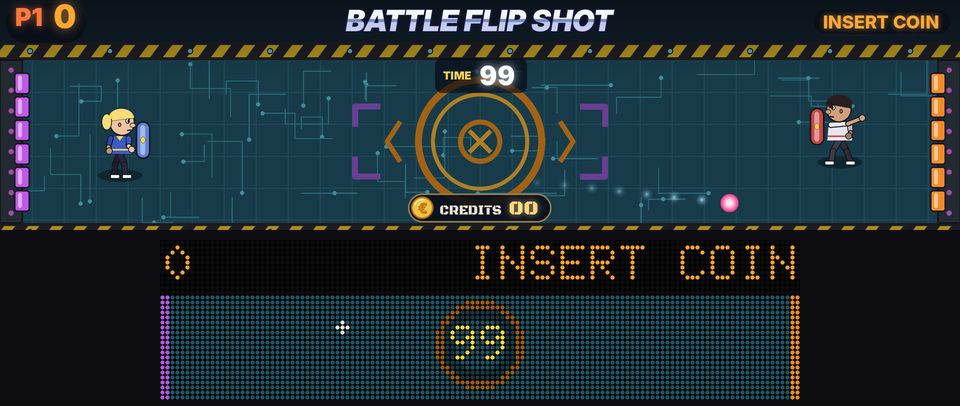 P1 0
BATTLE FLIP SHOT
INSERT COIN
TIME 99
€ CREDITS 00
0 INSERT COIN
99